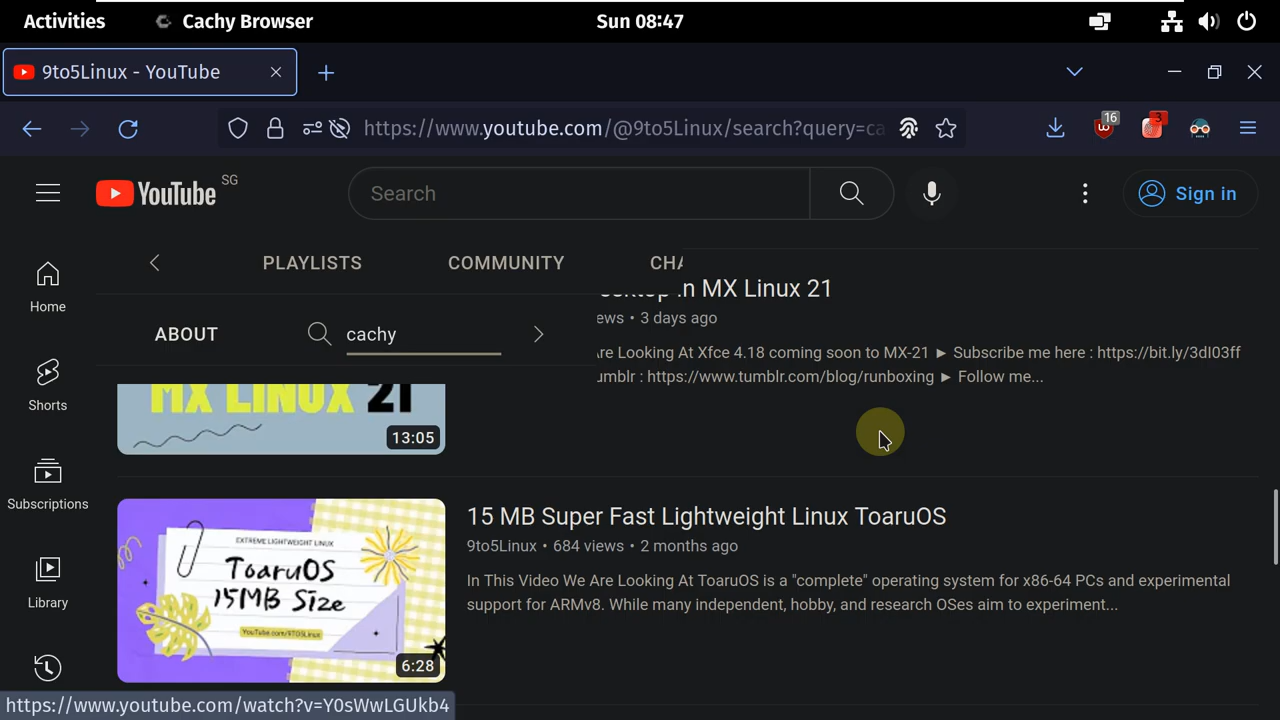 Activities
Cachy Browser
Sun 08:47
9to5Linux - YouTube
https://www.youtube.com/@9to5Linux/search?query=ca
16
3
YouTube SG
Search
Sign in
PLAYLISTS
COMMUNITY
Home
in MX Linux 21
ews • 3 days ago
ABOUT
cachy
are Looking At Xfce 4.18 coming soon to MX-21 ► Subscribe me here : https://bit.ly/3dI03ff
umblr : https://www.tumblr.com/blog/runboxing ► Follow me...
Shorts
MX LINUX 21
13:05
Subscriptions
15 MB Super Fast Lightweight Linux ToaruOS
9to5Linux • 684 views • 2 months ago
In This Video We Are Looking At ToaruOS is a "complete" operating system for x86-64 PCs and experimental
support for ARMv8. While many independent, hobby, and research OSes aim to experiment...
EXTREME LIGHTWEIGHT LINUX
ToaruOS
15MB Size
YouTube.com/9TO5Linux
6:28
Library
https://www.youtube.com/watch?v=Y0sWwLGUkb4